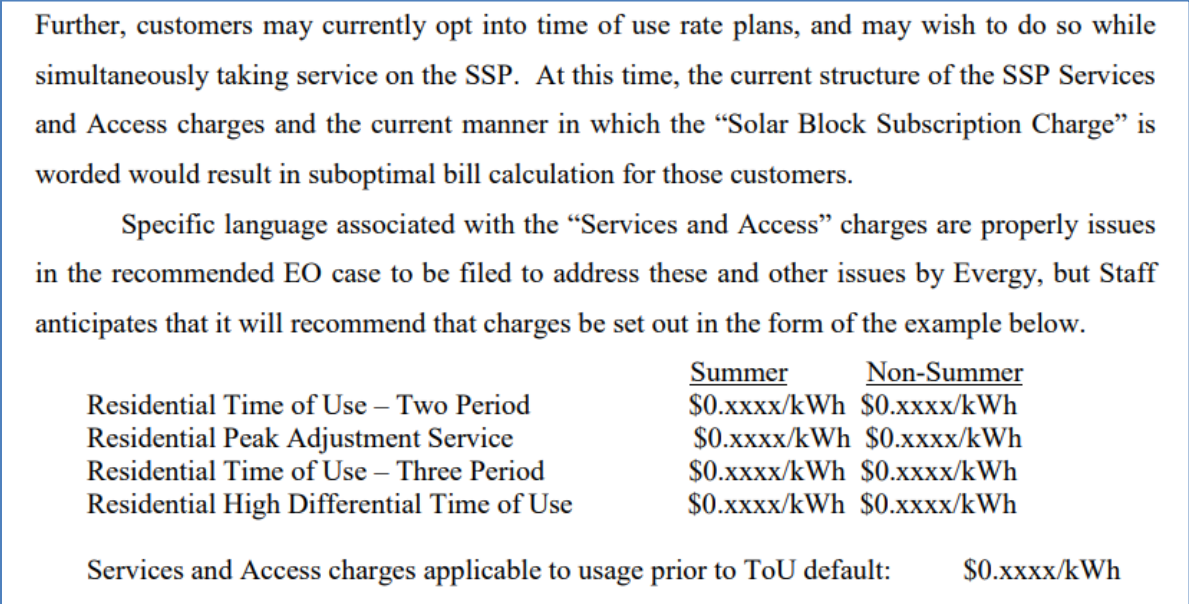 Further, customers may currently opt into time of use rate plans, and may wish to do so while
simultaneously taking service on the SSP. At this time, the current structure of the SSP Services
and Access charges and the current manner in which the “Solar Block Subscription Charge” is
worded would result in suboptimal bill calculation for those customers.
Specific language associated with the “Services and Access” charges are properly issues
in the recommended EO case to be filed to address these and other issues by Evergy, but Staff
anticipates that it will recommend that charges be set out in the form of the example below.
Summer Non-Summer
Residential Time of Use – Two Period $0.xxxx/kWh $0.xxxx/kWh
Residential Peak Adjustment Service $0.xxxx/kWh $0.xxxx/kWh
Residential Time of Use – Three Period $0.xxxx/kWh $0.xxxx/kWh
Residential High Differential Time of Use $0.xxxx/kWh $0.xxxx/kWh
Services and Access charges applicable to usage prior to ToU default: $0.xxxx/kWh